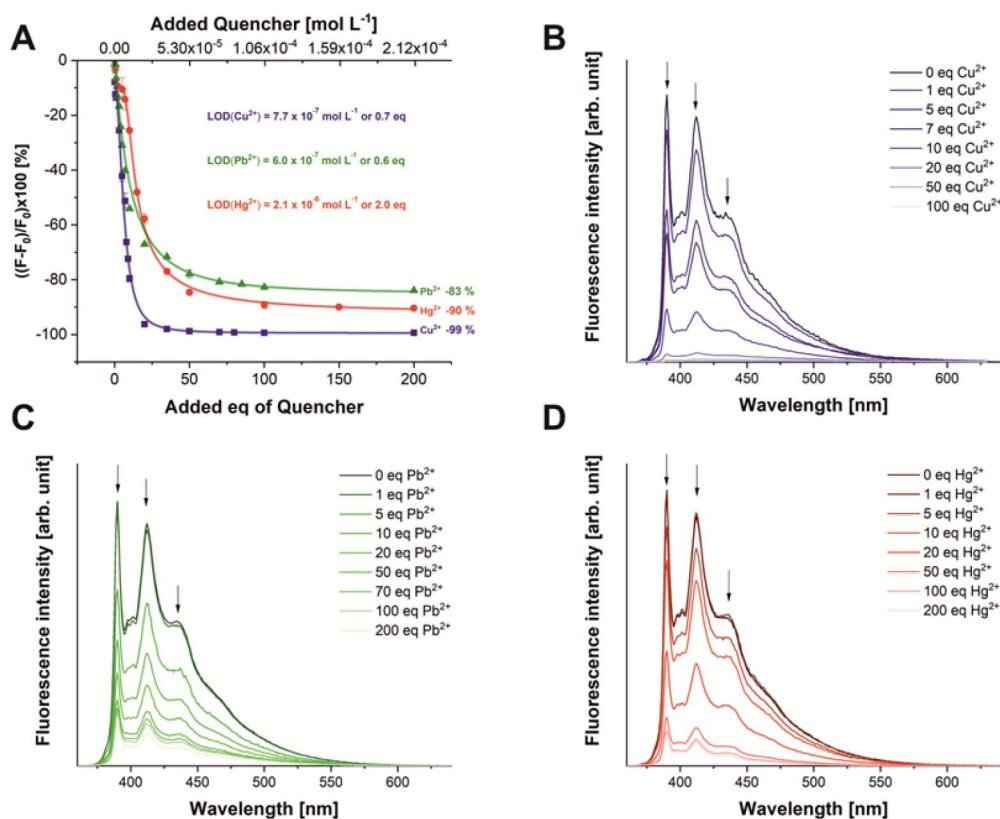 A
Added Quencher [mol L⁻¹]
0.00 5.30x10⁻⁵ 1.06x10⁻⁴ 1.59x10⁻⁴ 2.12x10⁻⁴
((F-F₀)/F₀)x100 [%]
0
-20
-40
-60
-80
-100
LOD(Cu²⁺) = 7.7 x 10⁻⁷ mol L⁻¹ or 0.7 eq
LOD(Pb²⁺) = 6.0 x 10⁻⁷ mol L⁻¹ or 0.6 eq
LOD(Hg²⁺) = 2.1 x 10⁻⁶ mol L⁻¹ or 2.0 eq
Pb²⁺ -83 %
Hg²⁺ -90 %
Cu²⁺ -99 %
0 50 100 150 200
Added eq of Quencher
B
Fluorescence intensity [arb. unit]
0 eq Cu²⁺
1 eq Cu²⁺
5 eq Cu²⁺
7 eq Cu²⁺
10 eq Cu²⁺
20 eq Cu²⁺
50 eq Cu²⁺
100 eq Cu²⁺
400 450 500 550 600
Wavelength [nm]
C
Fluorescence intensity [arb. unit]
0 eq Pb²⁺
1 eq Pb²⁺
5 eq Pb²⁺
10 eq Pb²⁺
20 eq Pb²⁺
50 eq Pb²⁺
70 eq Pb²⁺
100 eq Pb²⁺
200 eq Pb²⁺
400 450 500 550 600
Wavelength [nm]
D
Fluorescence intensity [arb. unit]
0 eq Hg²⁺
1 eq Hg²⁺
5 eq Hg²⁺
10 eq Hg²⁺
20 eq Hg²⁺
50 eq Hg²⁺
100 eq Hg²⁺
200 eq Hg²⁺
400 450 500 550 600
Wavelength [nm]